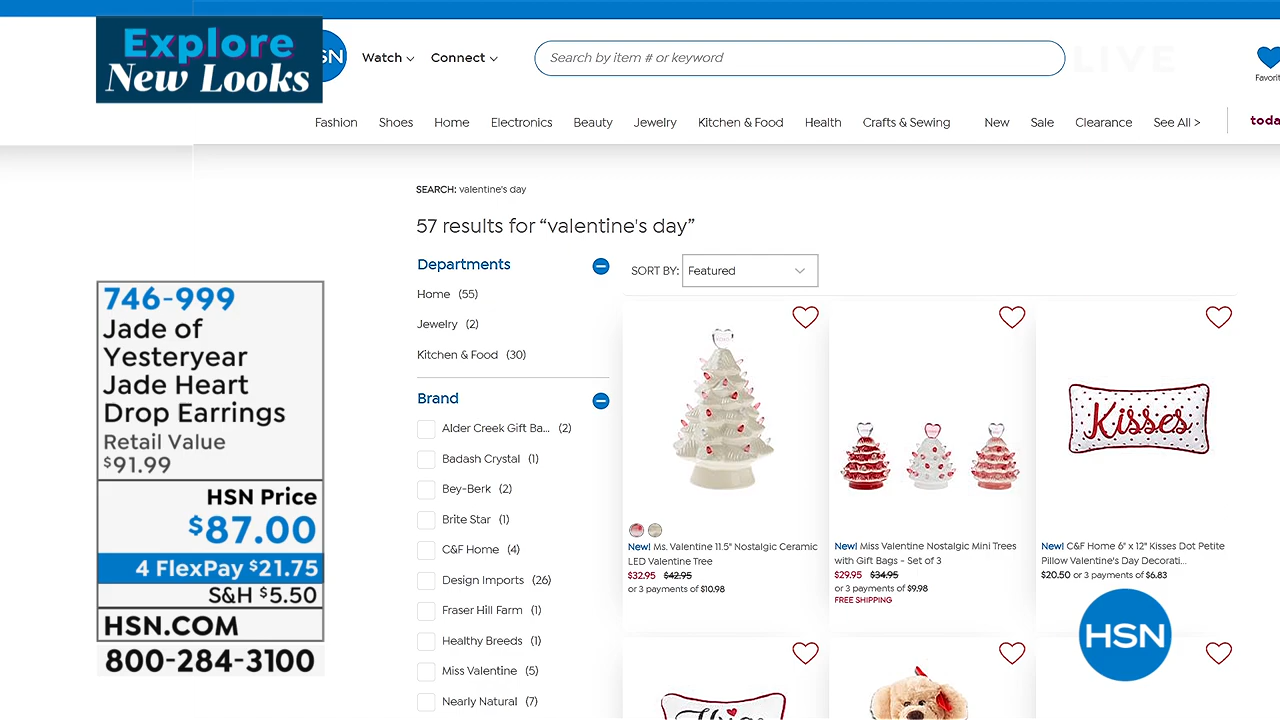 Explore
New Looks
SN
Watch
Connect
Search by item # or keyword
LIVE
Favorit
Fashion
Shoes
Home
Electronics
Beauty
Jewelry
Kitchen & Food
Health
Crafts & Sewing
New
Sale
Clearance
See All >
toda
SEARCH: valentine's day
57 results for “valentine's day”
Departments
Home (55)
Jewelry (2)
Kitchen & Food (30)
Brand
Alder Creek Gift Ba... (2)
Badash Crystal (1)
Bey-Berk (2)
Brite Star (1)
C&F Home (4)
Design Imports (26)
Fraser Hill Farm (1)
Healthy Breeds (1)
Miss Valentine (5)
Nearly Natural (7)
SORT BY: Featured
Kisses
New! Ms. Valentine 11.5" Nostalgic Ceramic
LED Valentine Tree
$32.95 $42.95
or 3 payments of $10.98
New! Miss Valentine Nostalgic Mini Trees
with Gift Bags - Set of 3
$29.95 $34.95
or 3 payments of $9.98
FREE SHIPPING
New! C&F Home 6" x 12" Kisses Dot Petite
Pillow Valentine's Day Decorati...
$20.50 or 3 payments of $6.83
746-999
Jade of
Yesteryear
Jade Heart
Drop Earrings
Retail Value
$91.99
HSN Price
$87.00
4 FlexPay $21.75
S&H $5.50
HSN.COM
800-284-3100
HSN